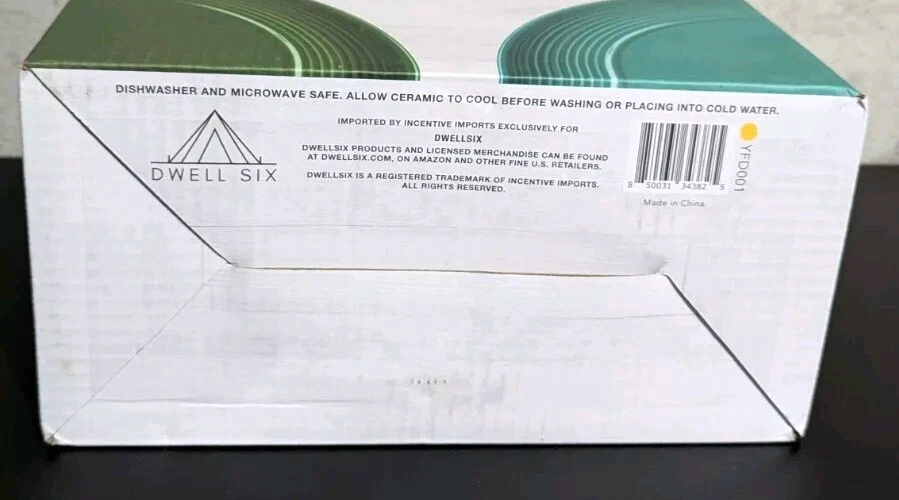 DISHWASHER AND MICROWAVE SAFE. ALLOW CERAMIC TO COOL BEFORE WASHING OR PLACING INTO COLD WATER.
DWELL SIX
IMPORTED BY INCENTIVE IMPORTS EXCLUSIVELY FOR
DWELLSIX
DWELLSIX PRODUCTS AND LICENSED MERCHANDISE CAN BE FOUND
AT DWELLSIX.COM, ON AMAZON AND OTHER FINE U.S. RETAILERS.
DWELLSIX IS A REGISTERED TRADEMARK OF INCENTIVE IMPORTS.
ALL RIGHTS RESERVED.
8 50031 34382 5
Made in China
YFD001